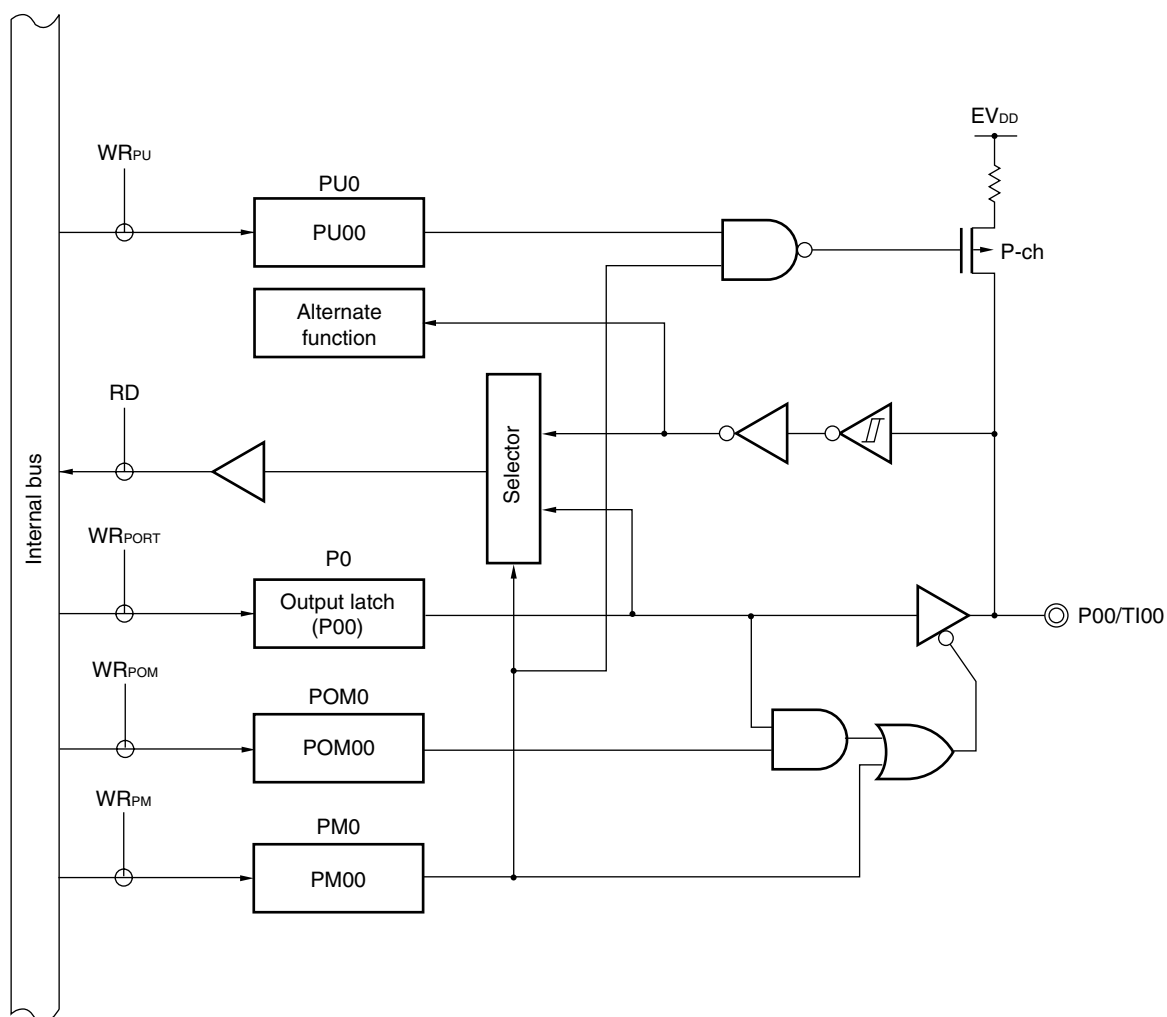 EVDD
WRPU
PU0
PU00
P-ch
Alternate
function
RD
Selector
Internal bus
WRPORT
P0
Output latch
(P00)
P00/TI00
WRPOM
POM0
POM00
WRPM
PM0
PM00